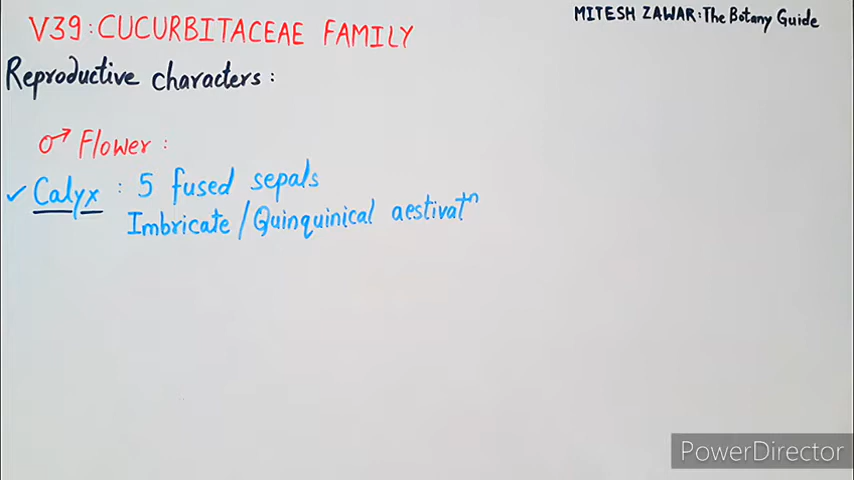 V39: CUCURBITACEAE FAMILY
MITESH ZAWAR: The Botany Guide
Reproductive characters:
♂ Flower:
✓ Calyx: 5 fused sepals
Imbricate/Quinquinical aestivatⁿ
PowerDirector